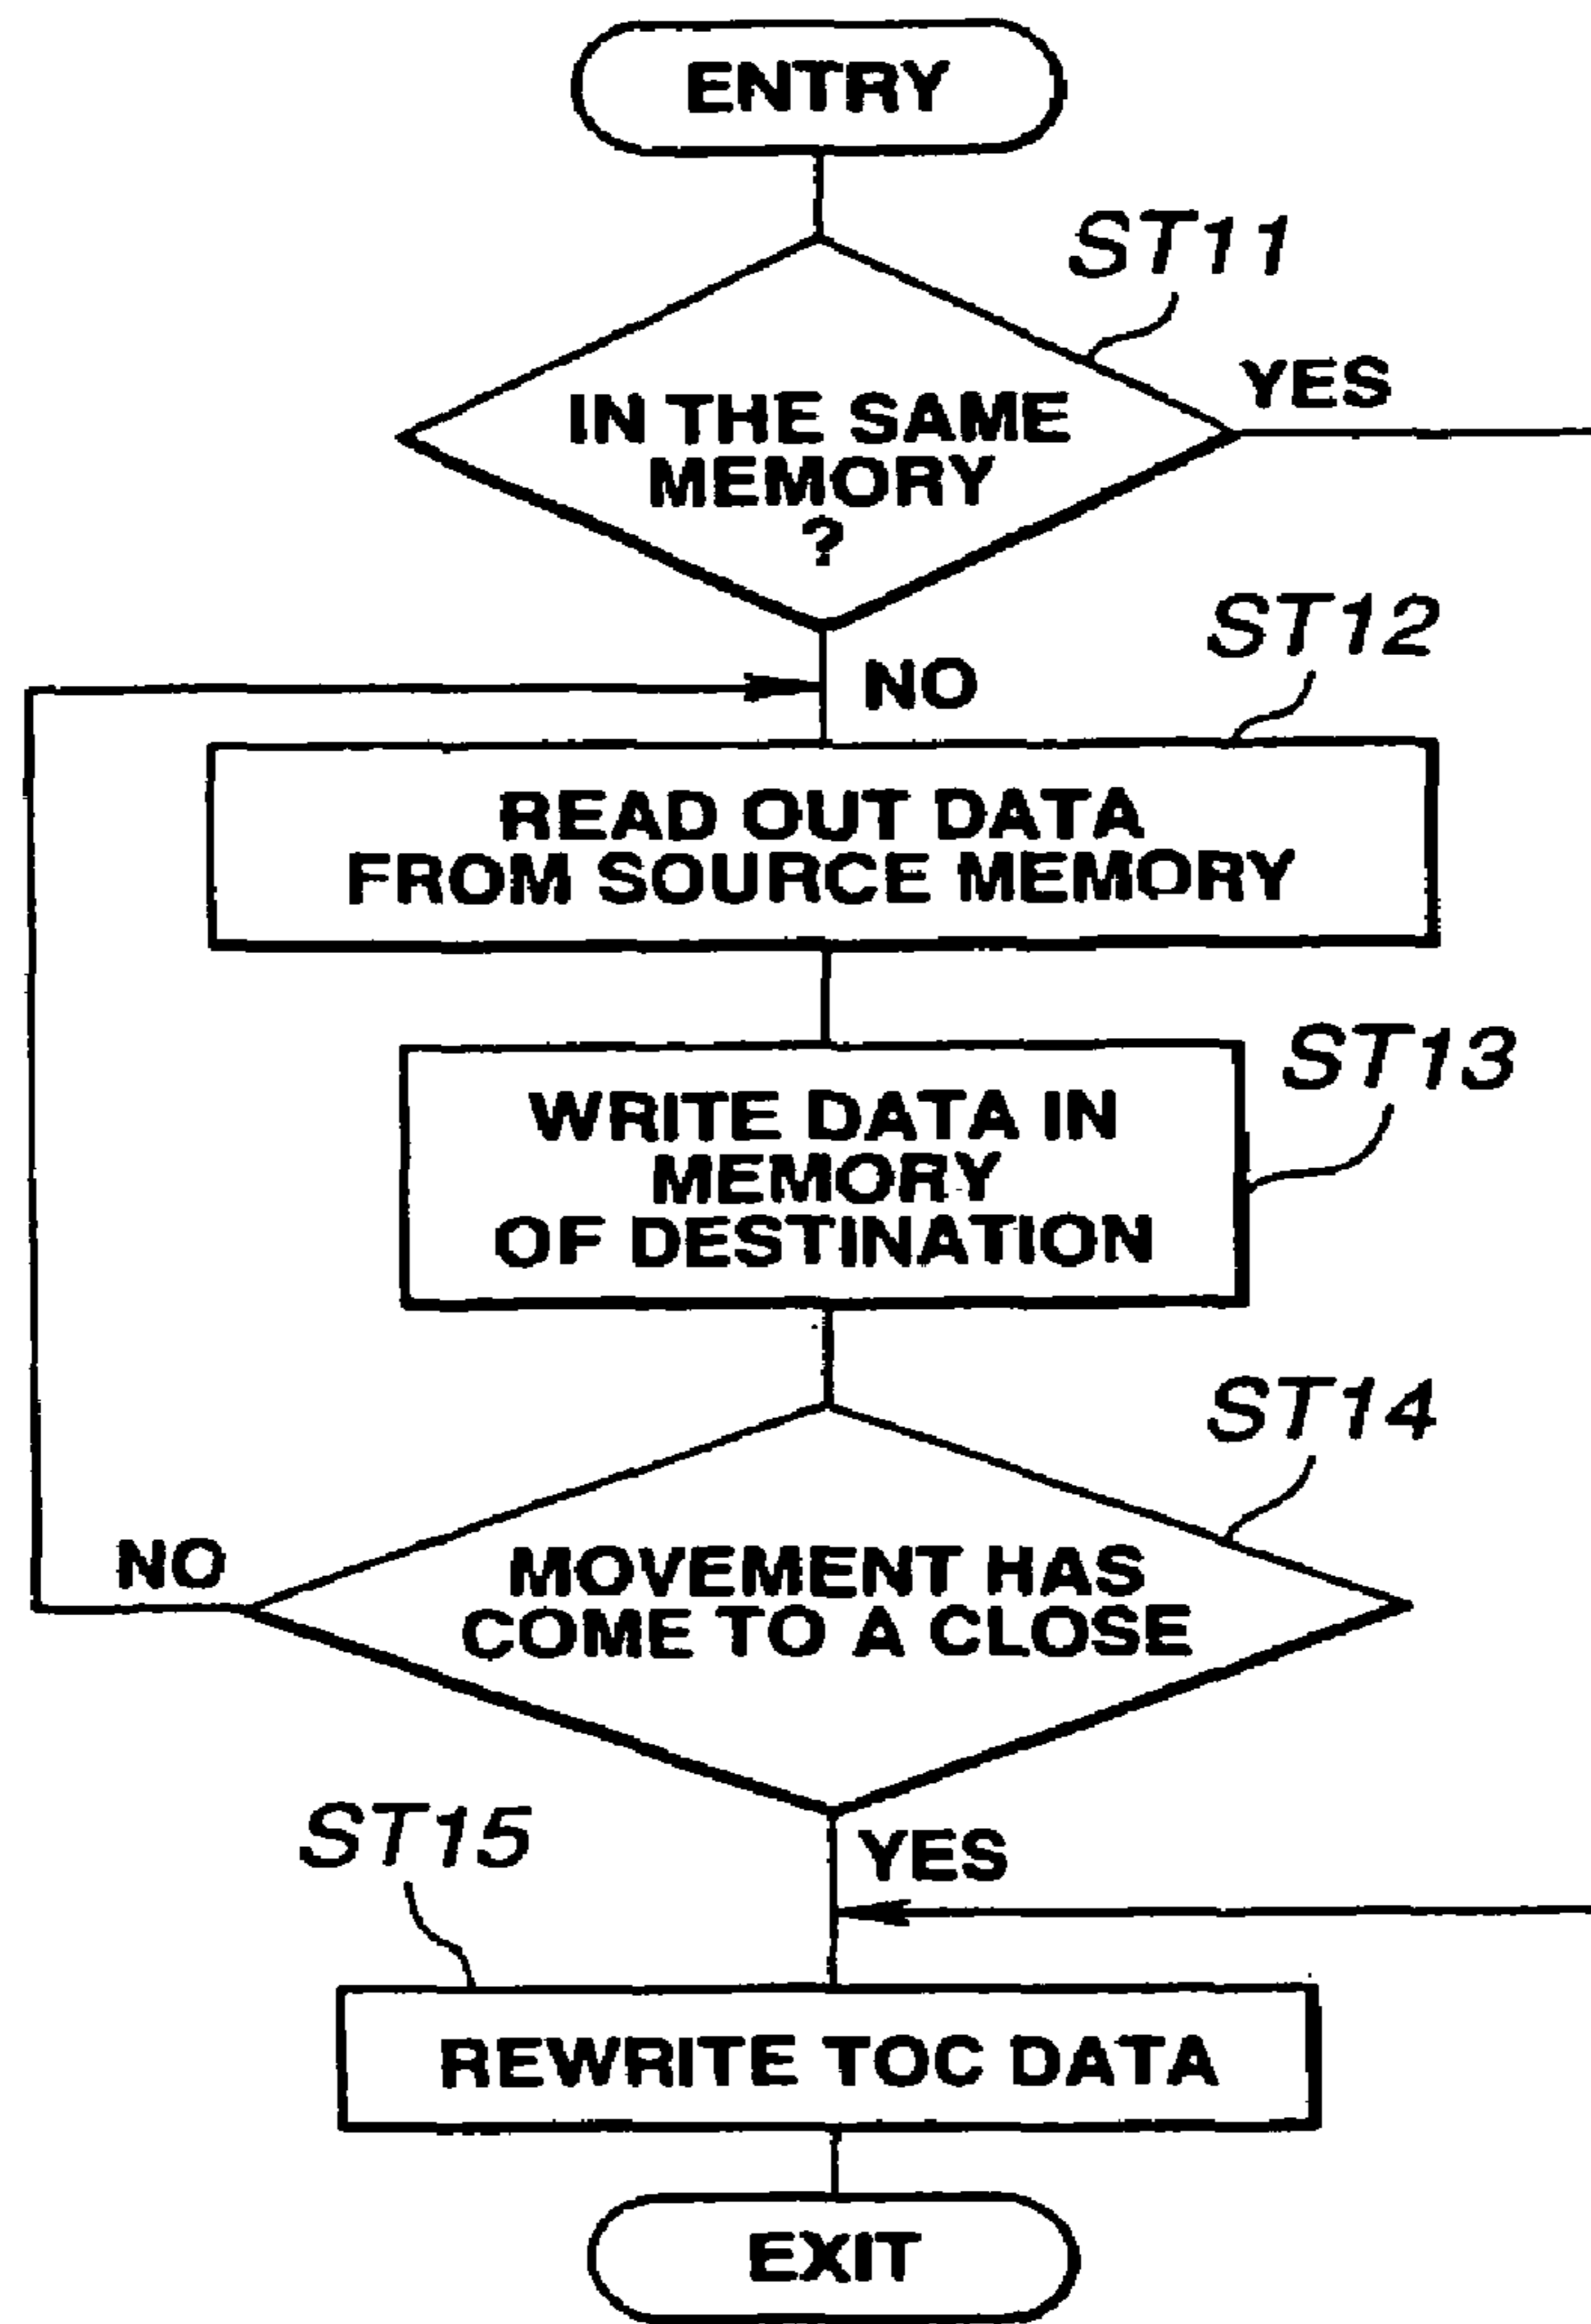 ENTRY
ST11
YES
IN THE SAME
MEMORY
?
ST12
NO
READ OUT DATA
FROM SOURCE MEMORY
ST13
WRITE DATA IN
MEMORY
OF DESTINATION
ST14
NO
MOVEMENT HAS
COME TO A CLOSE
ST15
YES
REWRITE TOC DATA
EXIT